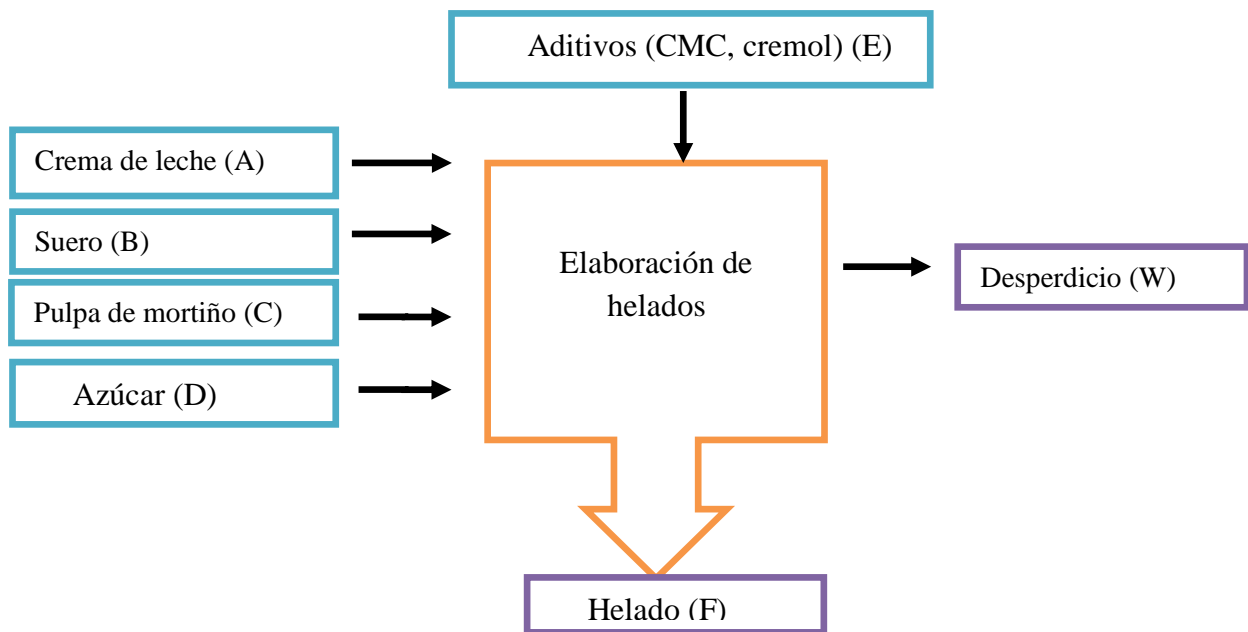 Aditivos (CMC, cremol) (E)
Crema de leche (A)
Suero (B)
Pulpa de mortiño (C)
Azúcar (D)
Elaboración de
helados
Desperdicio (W)
Helado (F)